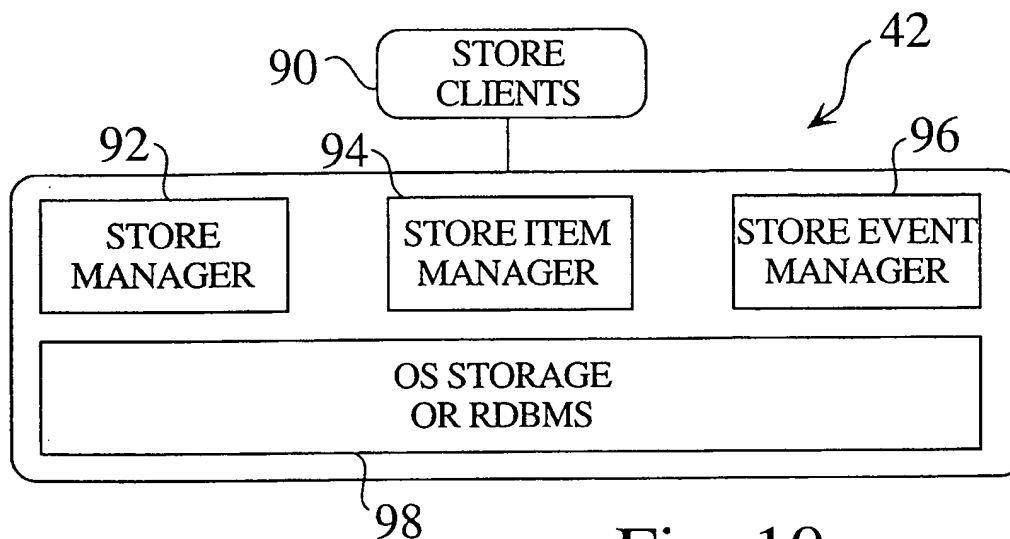 90
STORE
CLIENTS
42
92
94
96
STORE
MANAGER
STORE ITEM
MANAGER
STORE EVENT
MANAGER
OS STORAGE
OR RDBMS
98